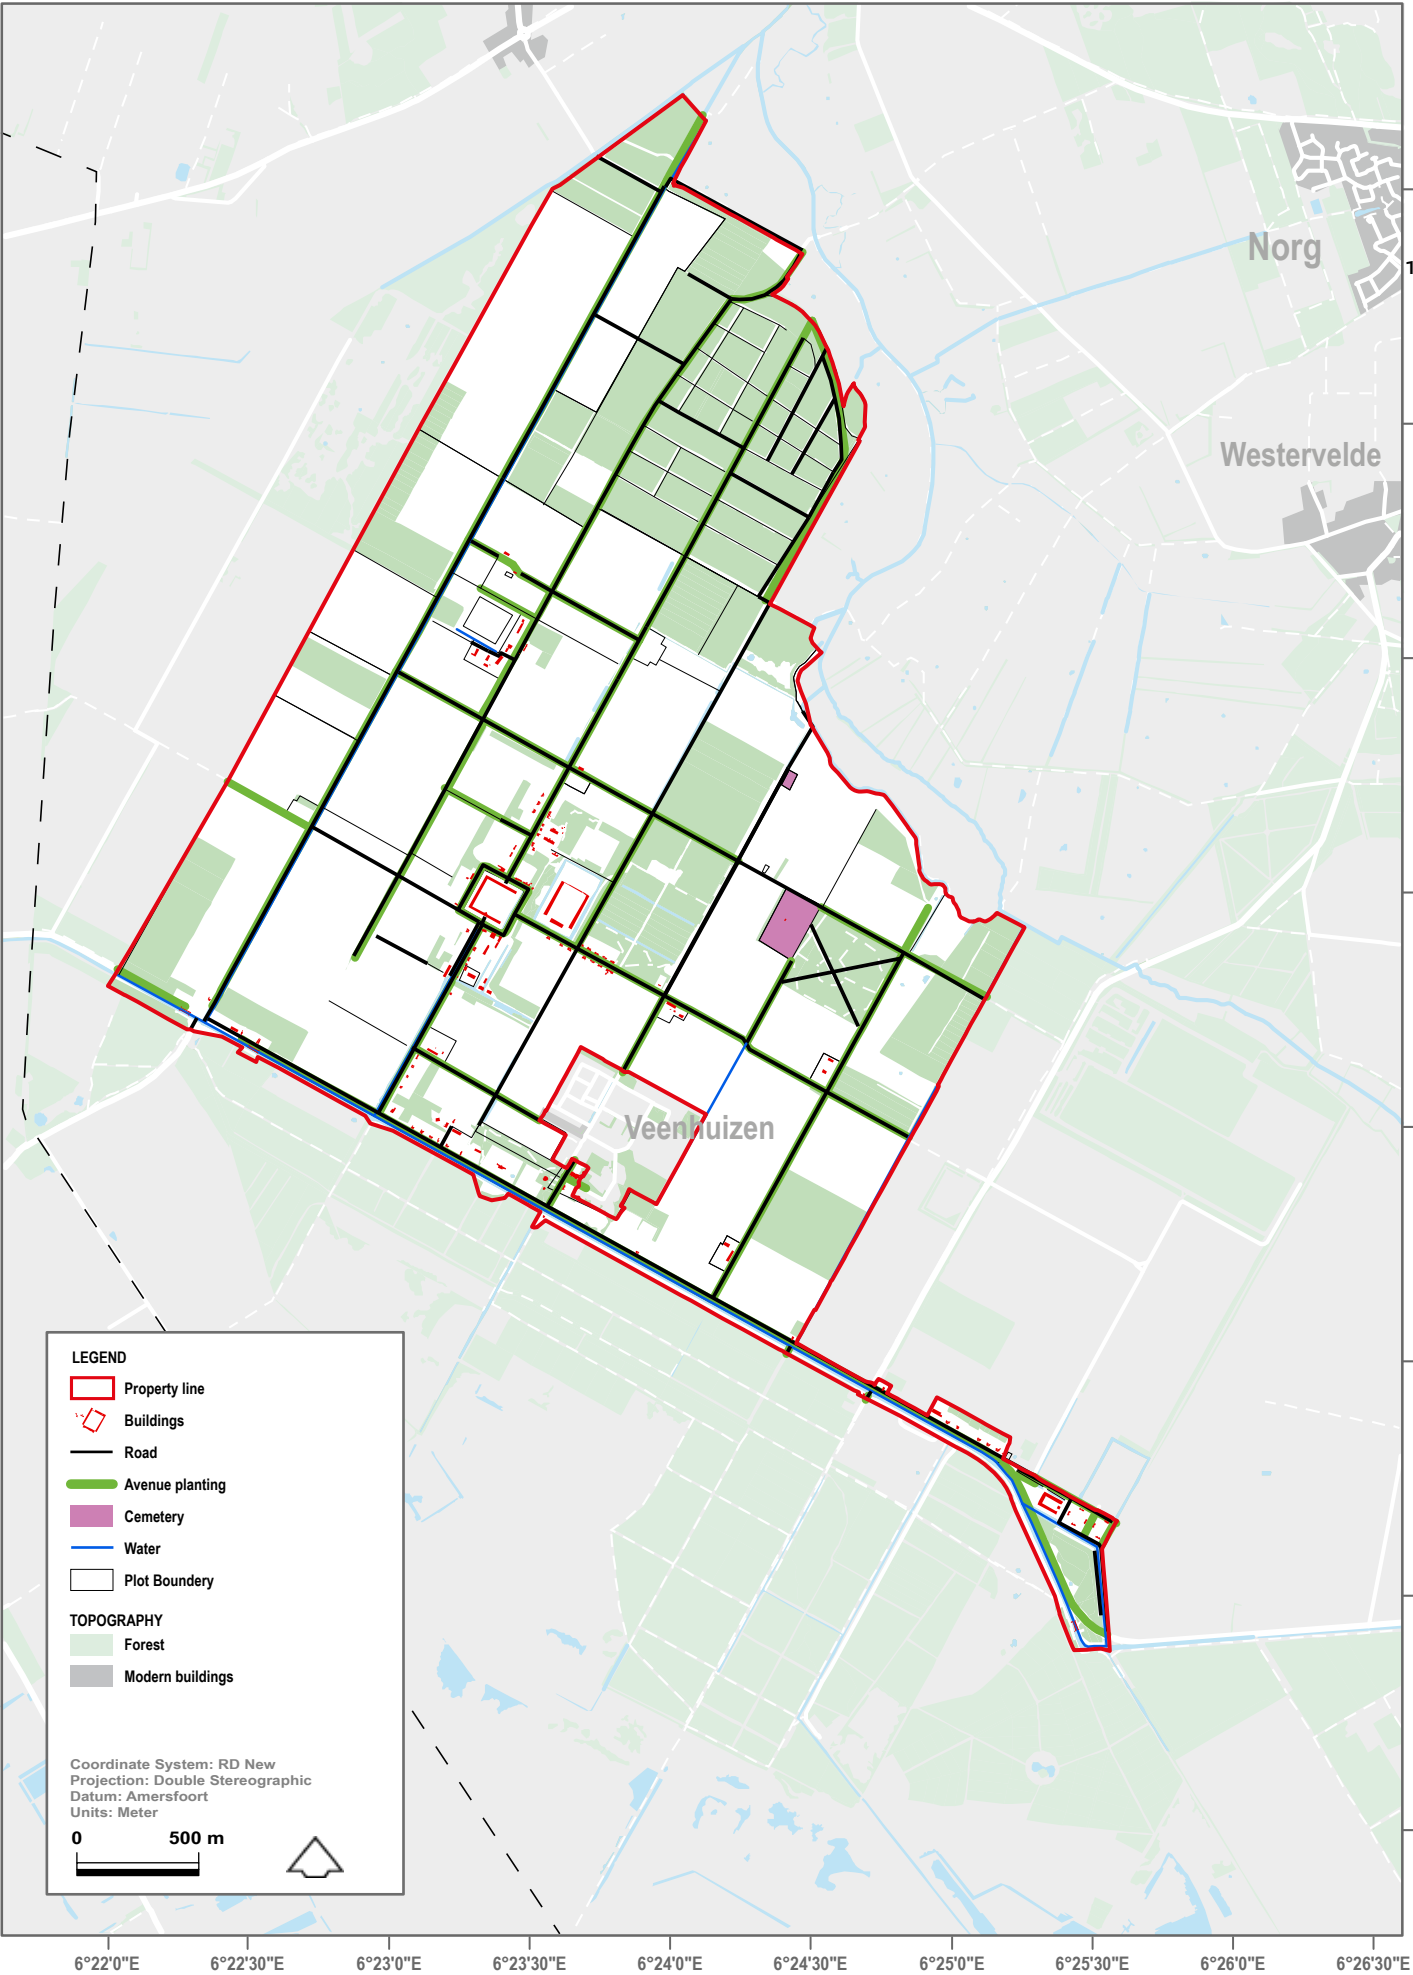 Norg
1
Westervelde
Veenhuizen
LEGEND
Property line
Buildings
Road
Avenue planting
Cemetery
Water
Plot Boundery
TOPOGRAPHY
Forest
Modern buildings
Coordinate System: RD New
Projection: Double Stereographic
Datum: Amersfoort
Units: Meter
0 500 m
6°22'0"E 6°22'30"E 6°23'0"E 6°23'30"E 6°24'0"E 6°24'30"E 6°25'0"E 6°25'30"E 6°26'0"E 6°26'30"E